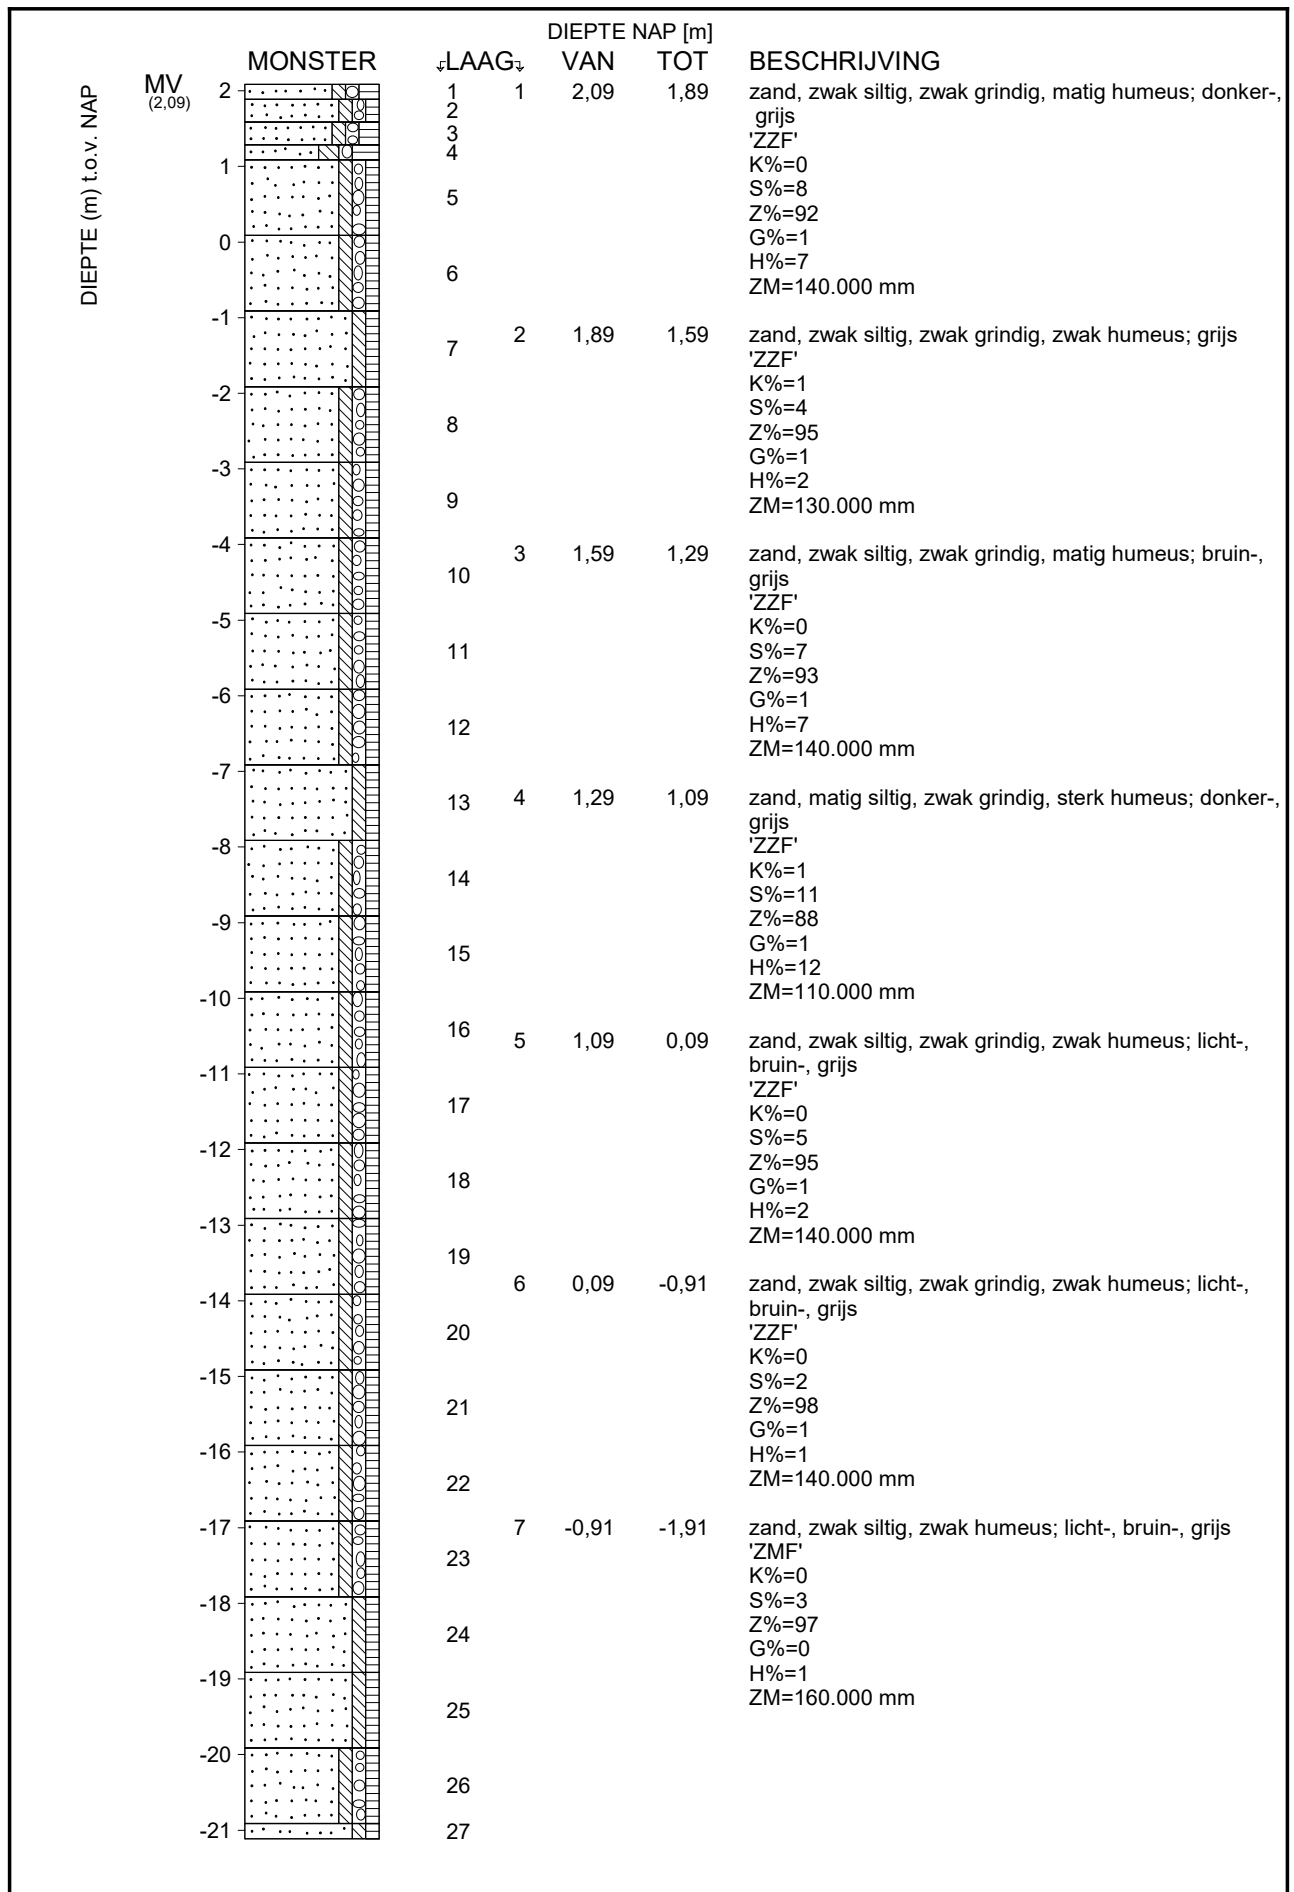 DIEPTE NAP [m]
MONSTER LAAG VAN TOT BESCHRIJVING
DIEPTE (m) t.o.v. NAP
MV
(2,09)
2
1
0
-1
-2
-3
-4
-5
-6
-7
-8
-9
-10
-11
-12
-13
-14
-15
-16
-17
-18
-19
-20
-21
1
2
3
4
5
6
7
8
9
10
11
12
13
14
15
16
17
18
19
20
21
22
23
24
25
26
27
1 2,09 1,89 zand, zwak siltig, zwak grindig, matig humeus; donker-,
grijs
'ZZF'
K%=0
S%=8
Z%=92
G%=1
H%=7
ZM=140.000 mm
2 1,89 1,59 zand, zwak siltig, zwak grindig, zwak humeus; grijs
'ZZF'
K%=1
S%=4
Z%=95
G%=1
H%=2
ZM=130.000 mm
3 1,59 1,29 zand, zwak siltig, zwak grindig, matig humeus; bruin-,
grijs
'ZZF'
K%=0
S%=7
Z%=93
G%=1
H%=7
ZM=140.000 mm
4 1,29 1,09 zand, matig siltig, zwak grindig, sterk humeus; donker-,
grijs
'ZZF'
K%=1
S%=11
Z%=88
G%=1
H%=12
ZM=110.000 mm
5 1,09 0,09 zand, zwak siltig, zwak grindig, zwak humeus; licht-,
bruin-, grijs
'ZZF'
K%=0
S%=5
Z%=95
G%=1
H%=2
ZM=140.000 mm
6 0,09 -0,91 zand, zwak siltig, zwak grindig, zwak humeus; licht-,
bruin-, grijs
'ZZF'
K%=0
S%=2
Z%=98
G%=1
H%=1
ZM=140.000 mm
7 -0,91 -1,91 zand, zwak siltig, zwak humeus; licht-, bruin-, grijs
'ZMF'
K%=0
S%=3
Z%=97
G%=0
H%=1
ZM=160.000 mm